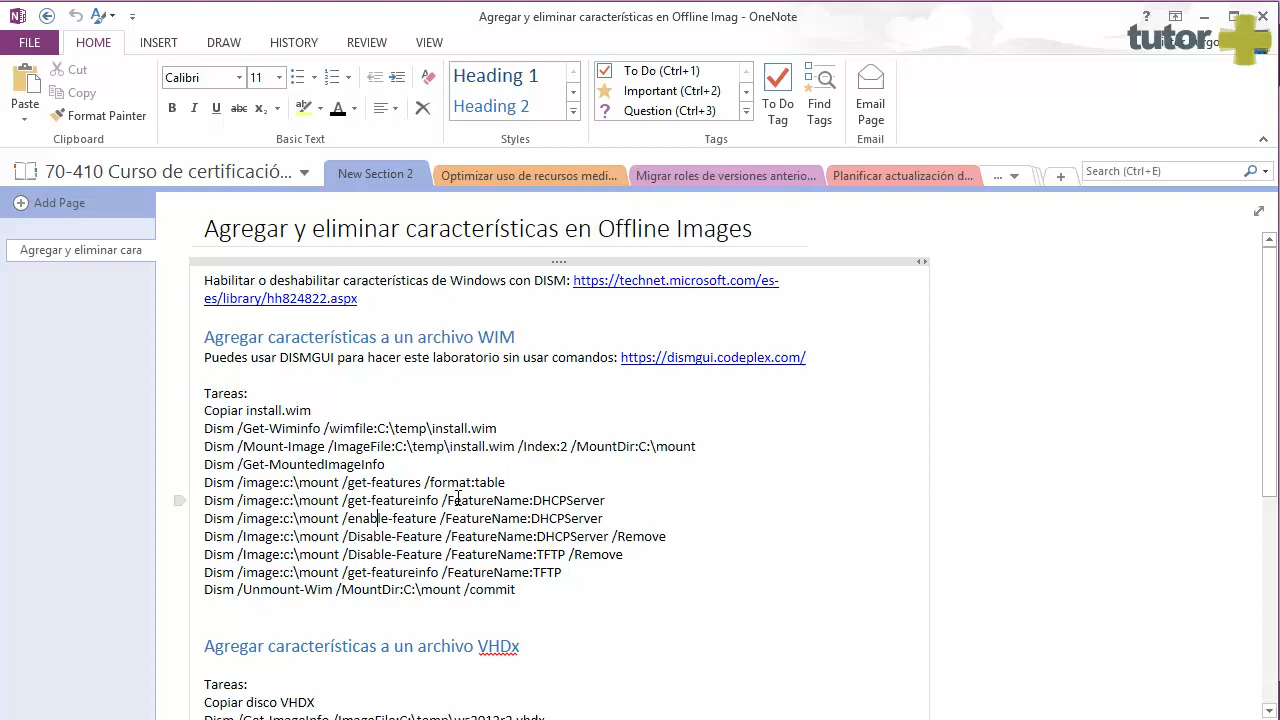 Agregar y eliminar características en Offline Imag - OneNote
tutor
FILE HOME INSERT DRAW HISTORY REVIEW VIEW
Paste
Cut
Copy
Format Painter
Clipboard
Calibri 11
B I U abc x₂ A
Basic Text
Heading 1
Heading 2
Styles
To Do (Ctrl+1)
Important (Ctrl+2)
Question (Ctrl+3)
To Do Tag
Find Tags
Tags
Email Page
Email
70-410 Curso de certificació...
New Section 2
Optimizar uso de recursos medi...
Migrar roles de versiones anterio...
Planificar actualización d...
...
Search (Ctrl+E)
Add Page
Agregar y eliminar cara
Agregar y eliminar características en Offline Images
Habilitar o deshabilitar características de Windows con DISM: https://technet.microsoft.com/es-
es/library/hh824822.aspx
Agregar características a un archivo WIM
Puedes usar DISMGUI para hacer este laboratorio sin usar comandos: https://dismgui.codeplex.com/
Tareas:
Copiar install.wim
Dism /Get-Wiminfo /wimfile:C:\temp\install.wim
Dism /Mount-Image /ImageFile:C:\temp\install.wim /Index:2 /MountDir:C:\mount
Dism /Get-MountedImageInfo
Dism /image:c:\mount /get-features /format:table
Dism /image:c:\mount /get-featureinfo /FeatureName:DHCPServer
Dism /image:c:\mount /enable-feature /FeatureName:DHCPServer
Dism /Image:c:\mount /Disable-Feature /FeatureName:DHCPServer /Remove
Dism /Image:c:\mount /Disable-Feature /FeatureName:TFTP /Remove
Dism /image:c:\mount /get-featureinfo /FeatureName:TFTP
Dism /Unmount-Wim /MountDir:C:\mount /commit
Agregar características a un archivo VHDx
Tareas:
Copiar disco VHDX
Dism /Get-ImageInfo /ImageFile:C:\temp\ws2012r2.vhdx